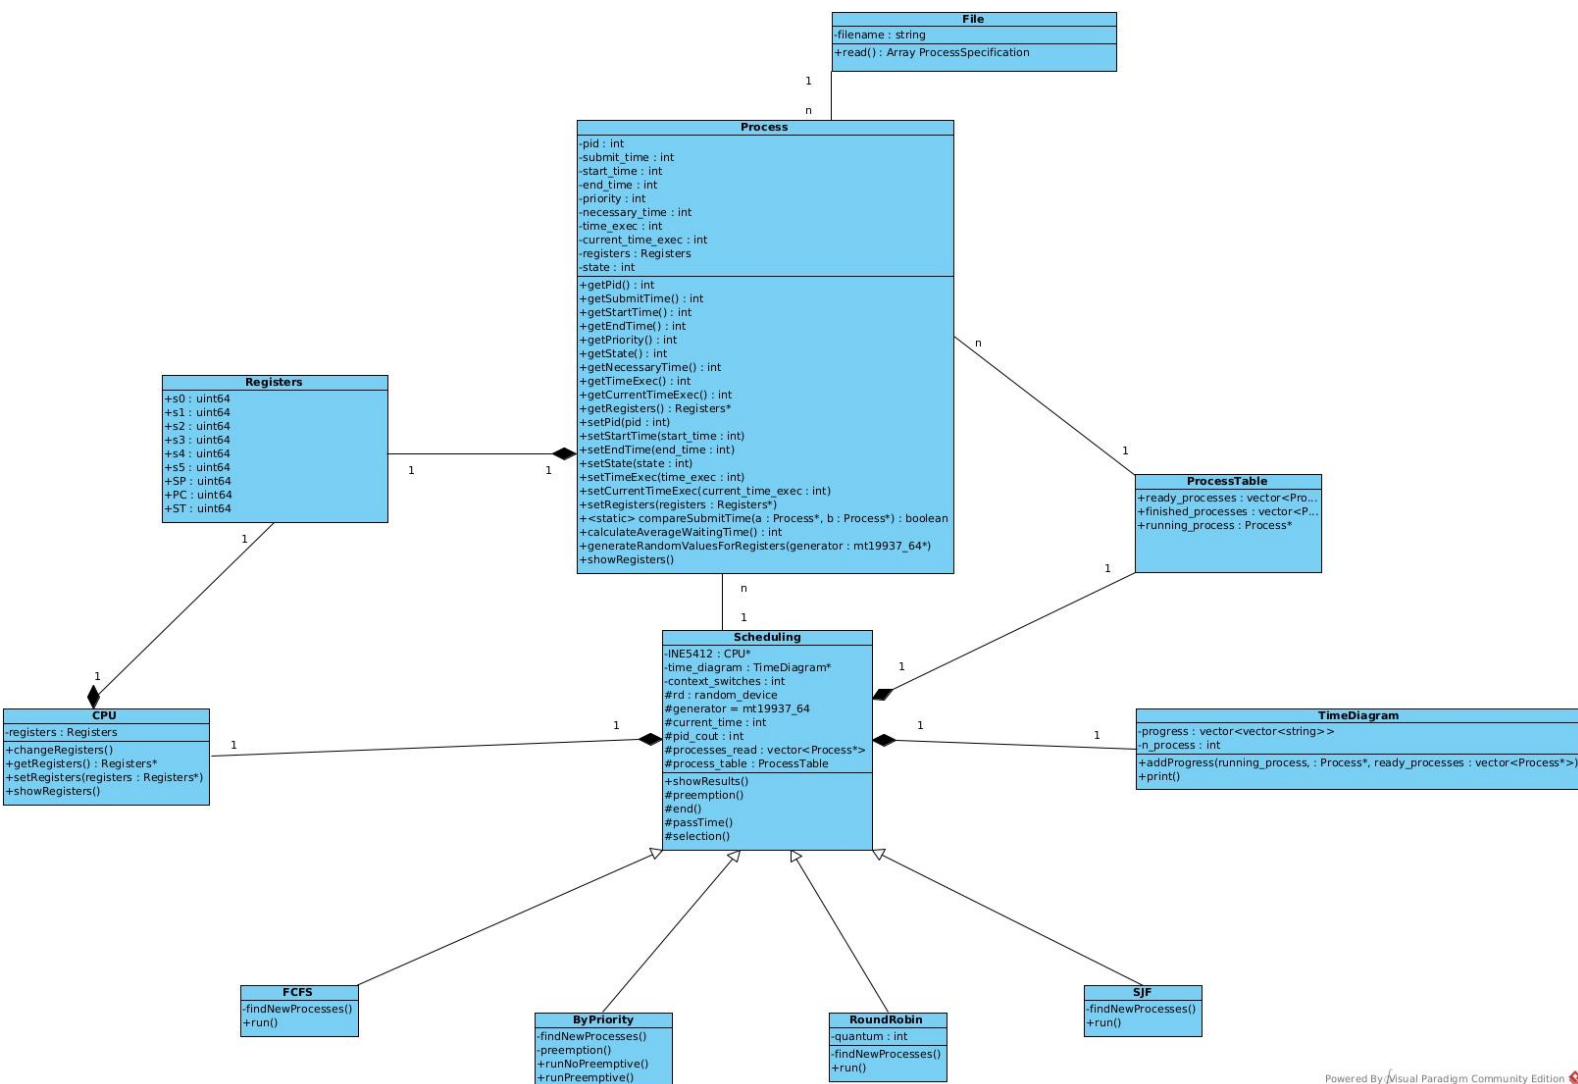 File
-filename : string
+read() : Array ProcessSpecification
1
n
Process
-pid : int
-submit_time : int
-start_time : int
-end_time : int
-priority : int
-necessary_time : int
-time_exec : int
-current_time_exec : int
-registers : Registers
-state : int
+getPid() : int
+getSubmitTime() : int
+getStartTime() : int
+getEndTime() : int
+getPriority() : int
+getState() : int
+getNecessaryTime() : int
+getTimeExec() : int
+getCurrentTimeExec() : int
+getRegisters() : Registers*
+setPid(pid : int)
+setStartTime(start_time : int)
+setEndTime(end_time : int)
+setState(state : int)
+setTimeExec(time_exec : int)
+setCurrentTimeExec(current_time_exec : int)
+setRegisters(registers : Registers*)
+<static> compareSubmitTime(a : Process*, b : Process*) : boolean
+calculateAverageWaitingTime() : int
+generateRandomValuesForRegisters(generator : mt19937_64*)
+showRegisters()
n
1
Registers
+s0 : uint64
+s1 : uint64
+s2 : uint64
+s3 : uint64
+s4 : uint64
+s5 : uint64
+SP : uint64
+PC : uint64
+ST : uint64
1
1
1
1
ProcessTable
+ready_processes : vector<Pro...
+finished_processes : vector<P...
+running_process : Process*
1
1
n
1
Scheduling
-INE5412 : CPU*
-time_diagram : TimeDiagram*
-context_switches : int
#rd : random_device
#generator = mt19937_64
#current_time : int
#pid_cout : int
#processes_read : vector<Process*>
#process_table : ProcessTable
+showResults()
#preemption()
#end()
#passTime()
#selection()
CPU
-registers : Registers
+changeRegisters()
+getRegisters() : Registers*
+setRegisters(registers : Registers*)
+showRegisters()
1
1
1
1
TimeDiagram
-progress : vector<vector<string>>
-n_process : int
+addProgress(running_process, : Process*, ready_processes : vector<Process*>)
+print()
FCFS
-findNewProcesses()
+run()
ByPriority
-findNewProcesses()
-preemption()
+runNoPreemptive()
+runPreemptive()
RoundRobin
-quantum : int
-findNewProcesses()
+run()
SJF
-findNewProcesses()
+run()
Powered By Visual Paradigm Community Edition